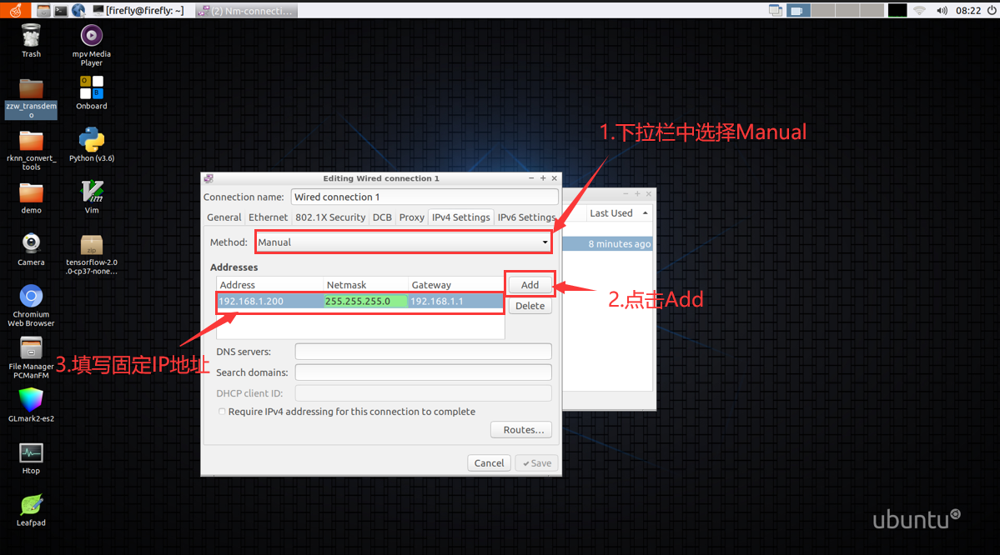 [firefly@firefly: ~]
(2) Nm-connecti...
08:22
Trash
mpv Media
Player
zzw_transdem
o
O
B
Onboard
rknn_convert_
tools
Python (v3.6)
demo
Vim
Vim
Camera
zip
tensorflow-2.0
.0-cp37-none...
Chromium
Web Browser
File Manager
PCManFM
GLmark2-es2
Htop
Leafpad
1.下拉栏中选择Manual
Editing Wired connection 1
Connection name:
Wired connection 1
General
Ethernet
802.1X Security
DCB
Proxy
IPv4 Settings
IPv6 Settings
Last Used
8 minutes ago
Method:
Manual
Addresses
Address
Netmask
Gateway
Add
192.168.1.200
255.255.255.0
192.168.1.1
Delete
2.点击Add
3.填写固定IP地址
DNS servers:
Search domains:
DHCP client ID:
Require IPv4 addressing for this connection to complete
Routes...
Cancel
Save
ubuntu